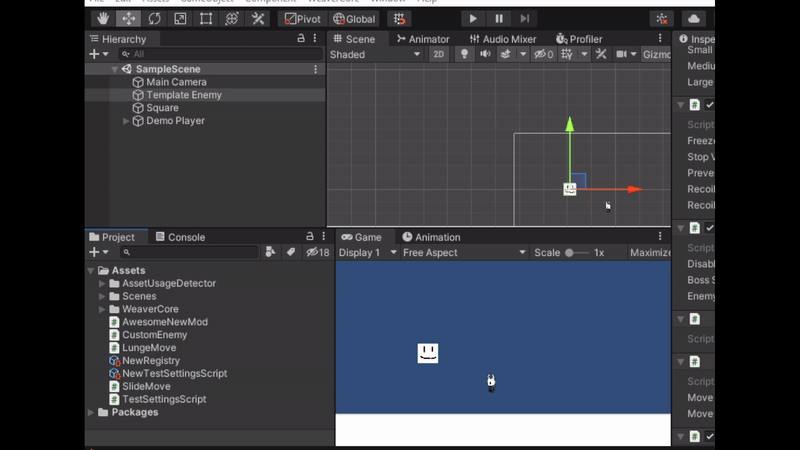 Pivot Global
Hierarchy
All
SampleScene
Main Camera
Template Enemy
Square
Demo Player
Scene Animator Audio Mixer Profiler
Shaded 2D 0 Gizmo
Project Console
18
Assets
AssetUsageDetector
Scenes
WeaverCore
AwesomeNewMod
CustomEnemy
LungeMove
NewRegistry
NewTestSettingsScript
SlideMove
TestSettingsScript
Packages
Game Animation
Display 1 Free Aspect Scale 1x Maximize
Inspe
Small
Mediu
Large
Script
Freeze
Stop V
Preve
Recoil
Recoil
Script
Disabl
Boss S
Enemy
Script
Script
Move
Move